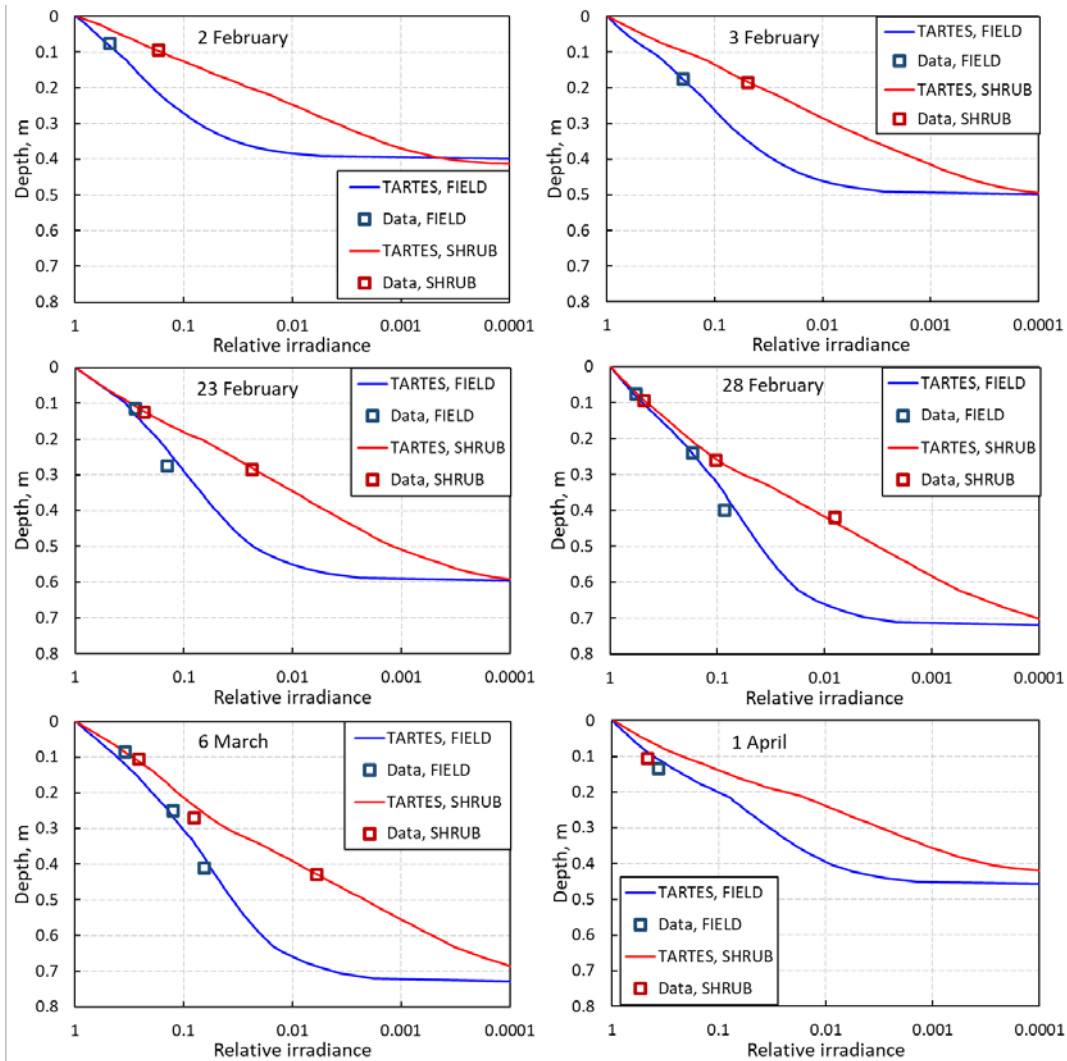 2 February
Depth, m
0
0.1
0.2
0.3
0.4
0.5
0.6
0.7
0.8
TARTES, FIELD
Data, FIELD
TARTES, SHRUB
Data, SHRUB
1 0.1 0.01 0.001 0.0001
Relative irradiance
3 February
Depth, m
0
0.1
0.2
0.3
0.4
0.5
0.6
0.7
0.8
TARTES, FIELD
Data, FIELD
TARTES, SHRUB
Data, SHRUB
1 0.1 0.01 0.001 0.0001
Relative irradiance
23 February
Depth, m
0
0.1
0.2
0.3
0.4
0.5
0.6
0.7
0.8
TARTES, FIELD
Data, FIELD
TARTES, SHRUB
Data, SHRUB
1 0.1 0.01 0.001 0.0001
Relative irradiance
28 February
Depth, m
0
0.1
0.2
0.3
0.4
0.5
0.6
0.7
0.8
TARTES, FIELD
Data, FIELD
TARTES, SHRUB
Data, SHRUB
1 0.1 0.01 0.001 0.0001
Relative irradiance
6 March
Depth, m
0
0.1
0.2
0.3
0.4
0.5
0.6
0.7
0.8
TARTES, FIELD
Data, FIELD
TARTES, SHRUB
Data, SHRUB
1 0.1 0.01 0.001 0.0001
Relative irradiance
1 April
Depth, m
0
0.1
0.2
0.3
0.4
0.5
0.6
0.7
0.8
TARTES, FIELD
Data, FIELD
TARTES, SHRUB
Data, SHRUB
1 0.1 0.01 0.001 0.0001
Relative irradiance